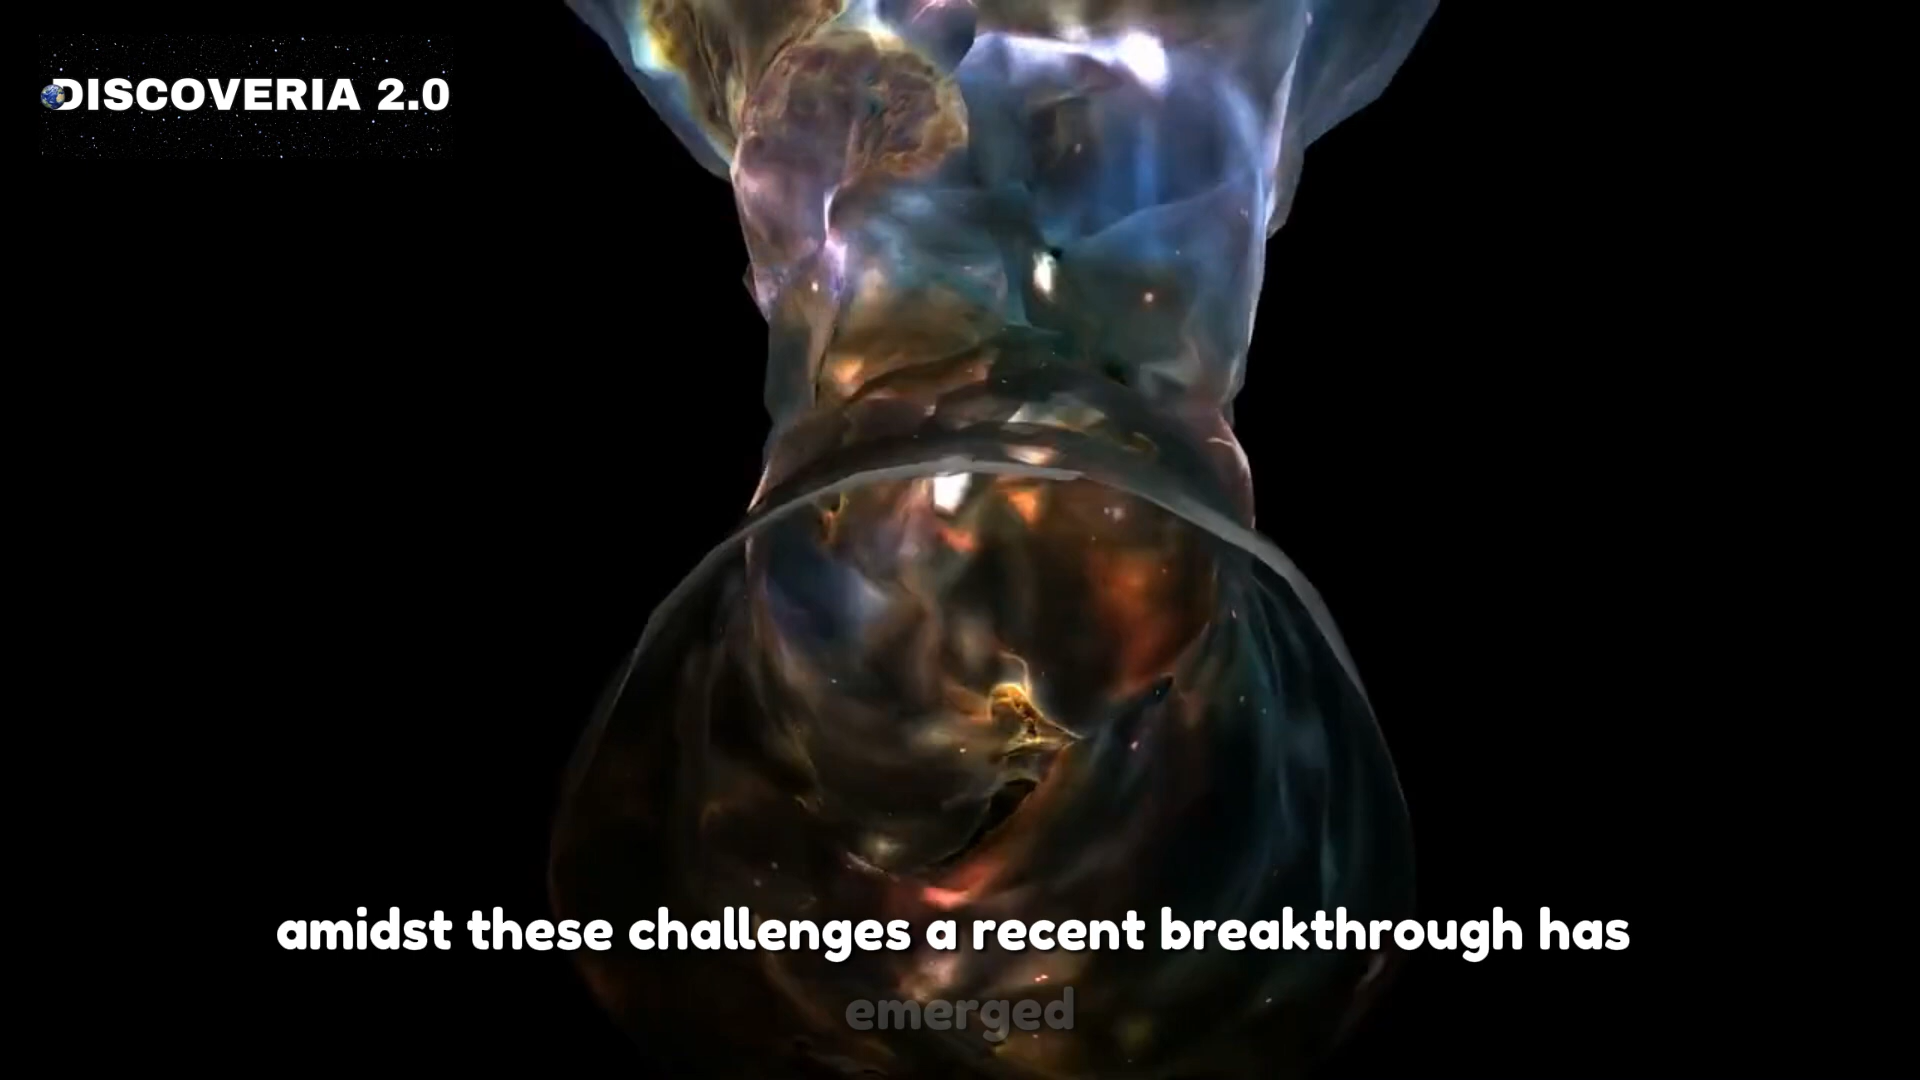 DISCOVERIA 2.0
amidst these challenges a recent breakthrough has
emerged